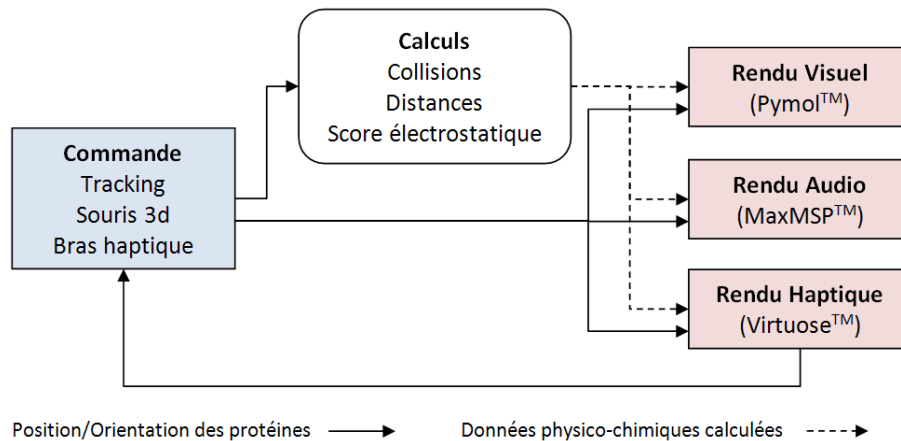 Calculs
Collisions
Distances
Score électrostatique
Commande
Tracking
Souris 3d
Bras haptique
Rendu Visuel
(Pymol™)
Rendu Audio
(MaxMSP™)
Rendu Haptique
(Virtuose™)
Position/Orientation des protéines
Données physico-chimiques calculée